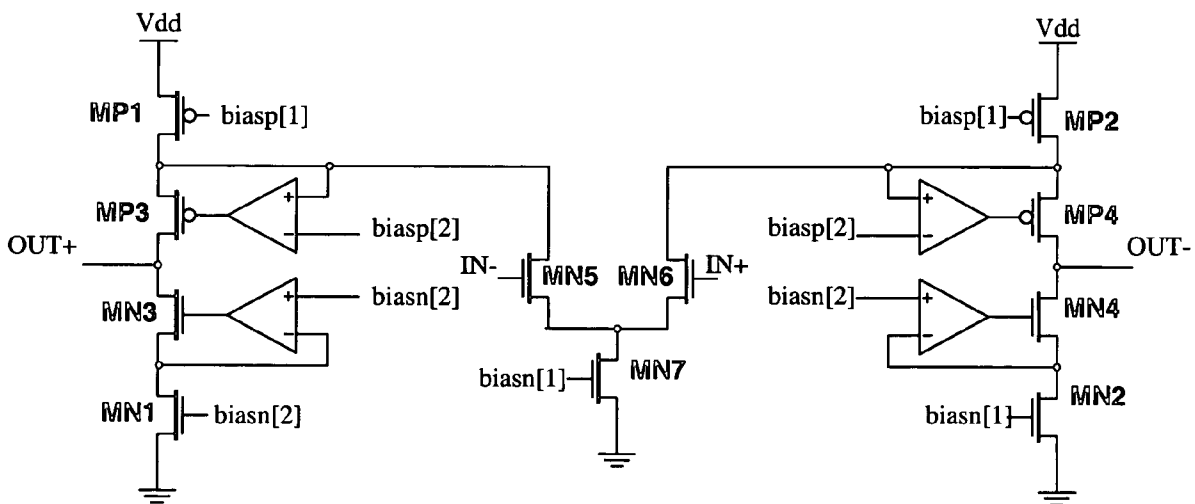 Vdd
Vdd
MP1
biasp[1]
biasp[1]
MP2
MP3
+
-
biasp[2]
biasp[2]
+
-
MP4
OUT+
OUT-
IN-
MN5
MN6
IN+
MN3
+
-
biasn[2]
biasn[2]
+
-
MN4
biasn[1]
MN7
MN1
biasn[2]
biasn[1]
MN2